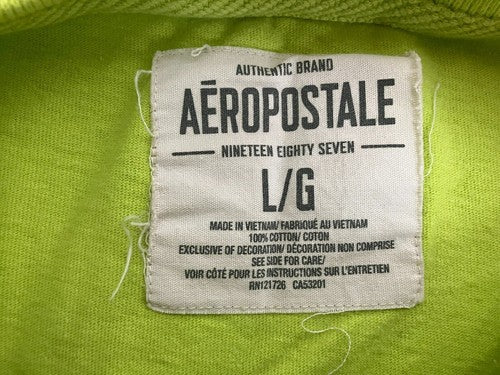 AUTHENTIC BRAND
AÉROPOSTALE
NINETEEN EIGHTY SEVEN
L/G
MADE IN VIETNAM/ FABRIQUÉ AU VIETNAM
100% COTTON/ COTON
EXCLUSIVE OF DECORATION/ DÉCORATION NON COMPRISE
SEE SIDE FOR CARE/
VOIR CÔTÉ POUR LES INSTRUCTIONS SUR L'ENTRETIEN
RN121726 CA53201